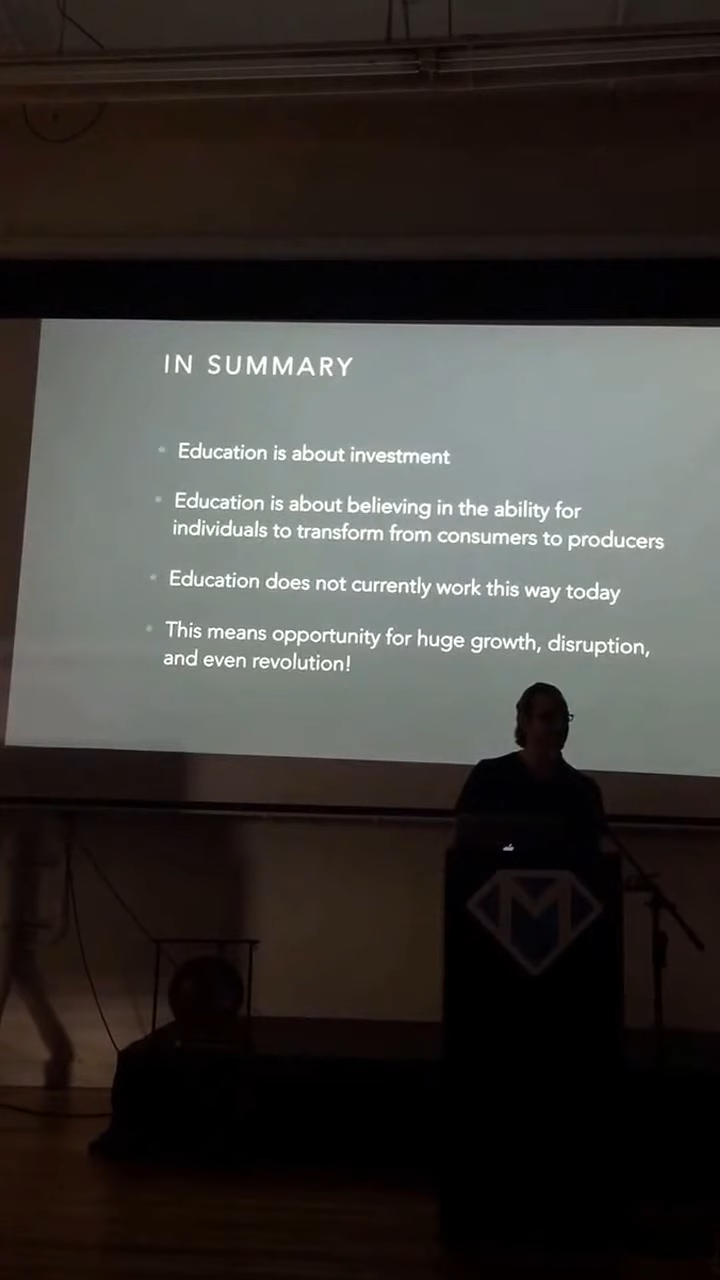 IN SUMMARY
• Education is about investment
• Education is about believing in the ability for
individuals to transform from consumers to producers
• Education does not currently work this way today
• This means opportunity for huge growth, disruption,
and even revolution!
M